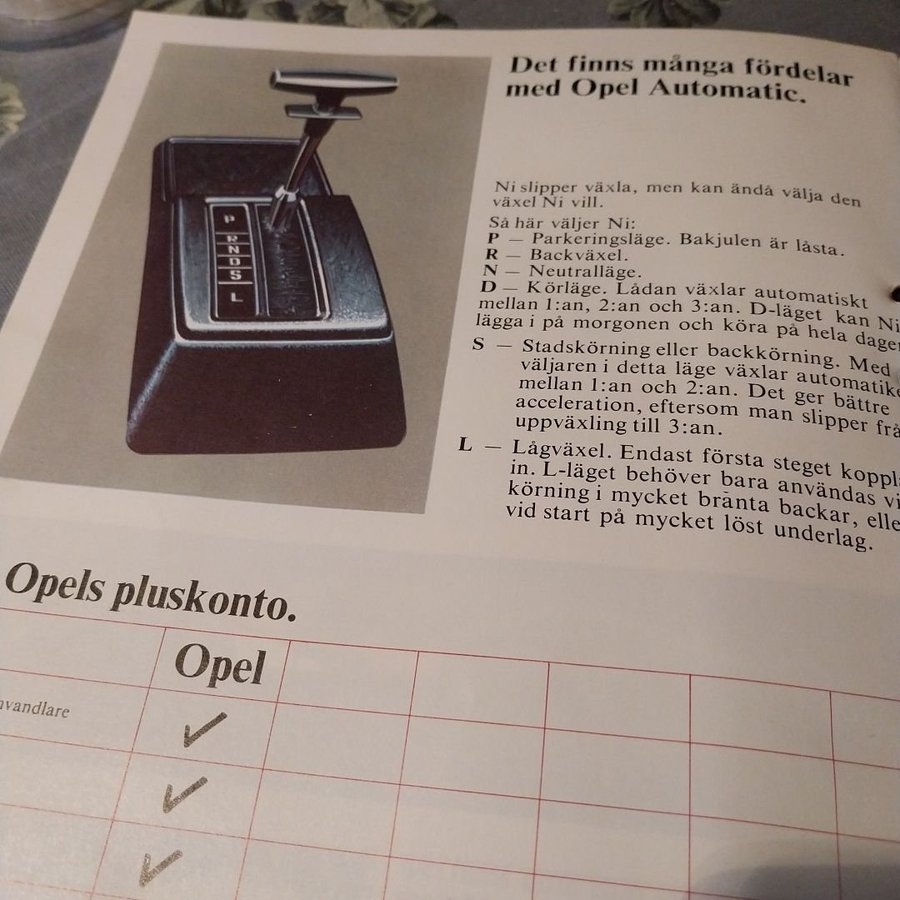 Det finns många fördelar
med Opel Automatic.
Ni slipper växla, men kan ändå välja den
växel Ni vill.
Så här väljer Ni:
P — Parkeringsläge. Bakjulen är låsta.
R — Backväxel.
N — Neutralläge.
D — Körläge. Lådan växlar automatiskt
mellan 1:an, 2:an och 3:an. D-läget kan Ni
lägga i på morgonen och köra på hela dagen
S — Stadskörning eller backkörning. Med
väljaren i detta läge växlar automatike
mellan 1:an och 2:an. Det ger bättre
acceleration, eftersom man slipper frå
uppväxling till 3:an.
L — Lågväxel. Endast första steget koppla
in. L-läget behöver bara användas vi
körning i mycket branta backar, elle
vid start på mycket löst underlag.
P
R
N
D
S
L
Opels pluskonto.
Opel
nvandlare